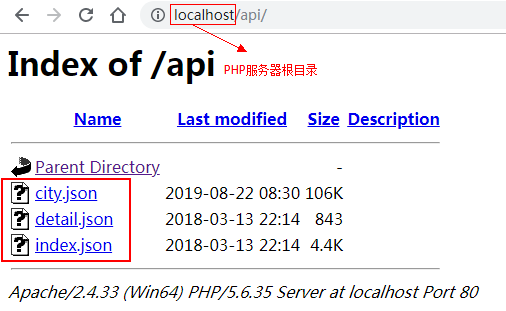 localhost/api/
Index of /api
PHP服务器根目录
Name Last modified Size Description
Parent Directory -
city.json 2019-08-22 08:30 106K
detail.json 2018-03-13 22:14 843
index.json 2018-03-13 22:14 4.4K
Apache/2.4.33 (Win64) PHP/5.6.35 Server at localhost Port 80